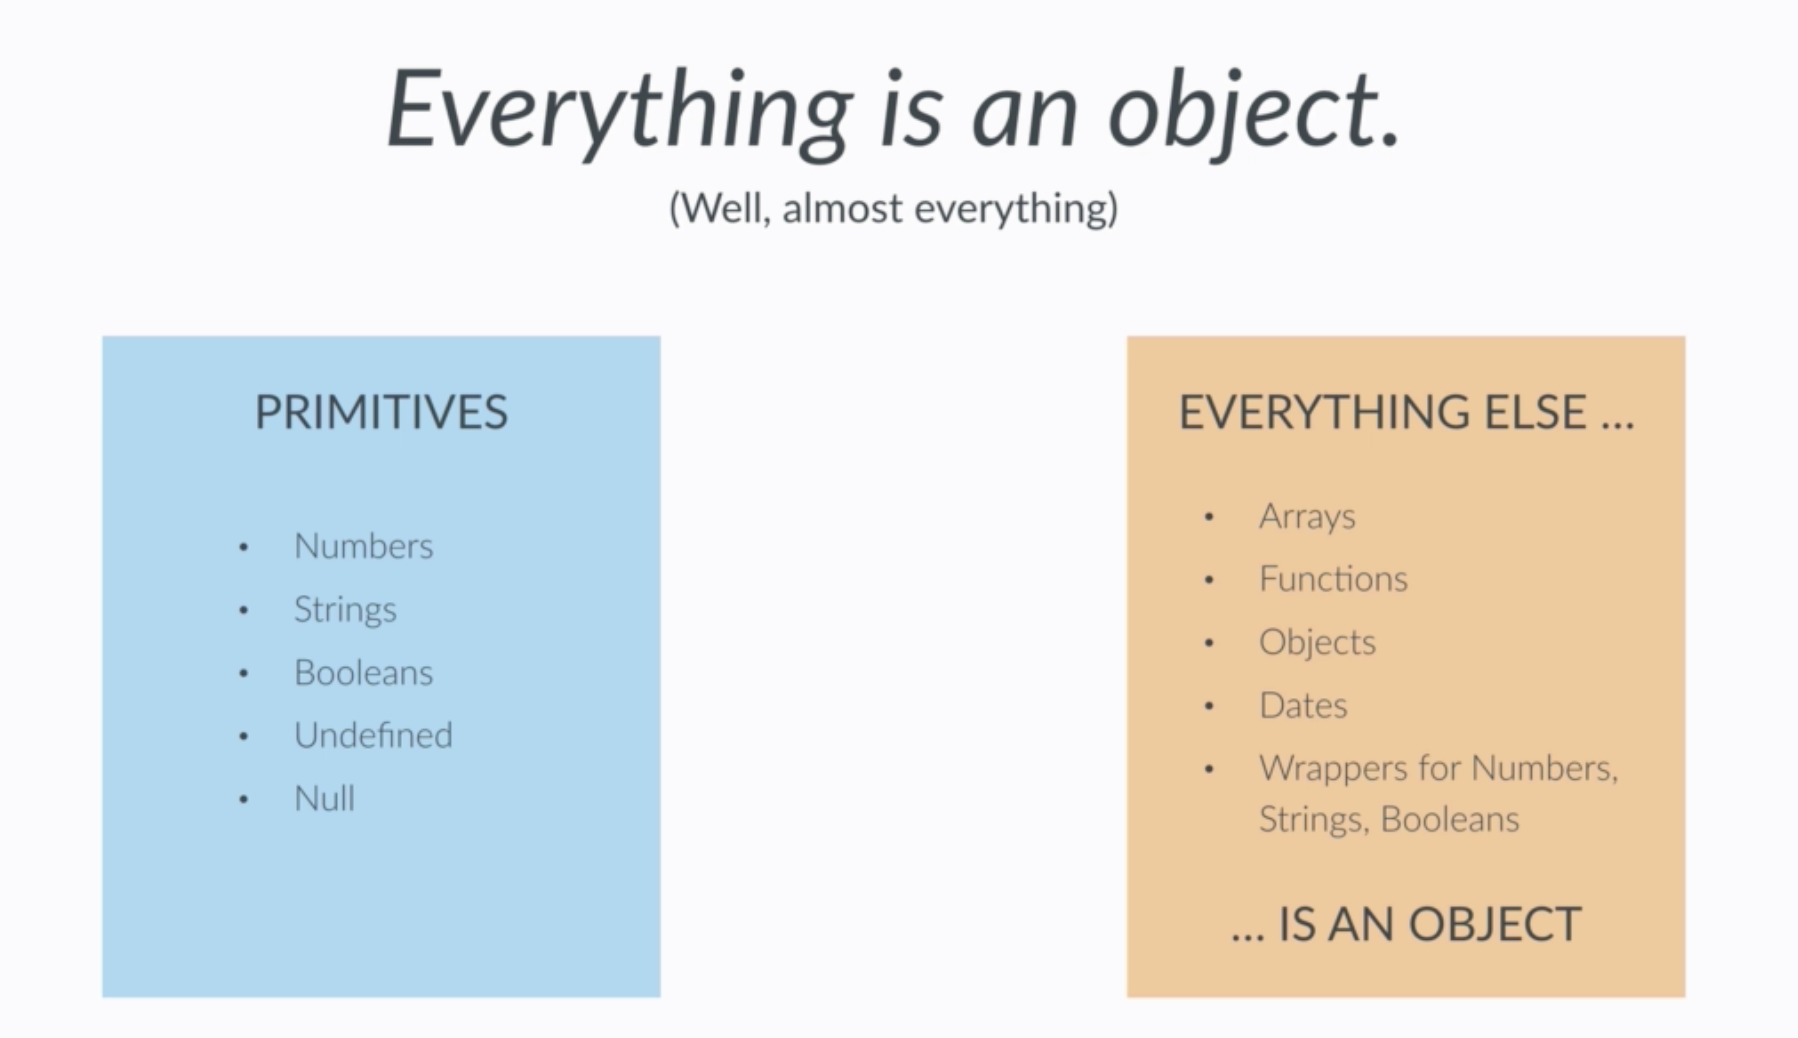 Everything is an object.
(Well, almost everything)
PRIMITIVES
• Numbers
• Strings
• Booleans
• Undefined
• Null
EVERYTHING ELSE ...
• Arrays
• Functions
• Objects
• Dates
• Wrappers for Numbers,
Strings, Booleans
... IS AN OBJECT